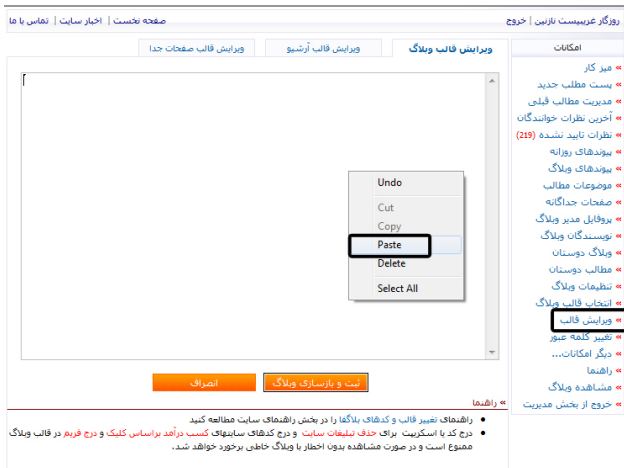 روزگار غریبیست نازنین | خروج
صفحه نخست | اخبار سایت | تماس با ما
امکانات
» میز کار
» پست مطلب جدید
» مدیریت مطالب قبلی
» آخرین نظرات خوانندگان
» نظرات تایید نشده (219)
» پیوندهای روزانه
» پیوندهای وبلاگ
» موضوعات مطالب
» صفحات جداگانه
» پروفایل مدیر وبلاگ
» نویسندگان وبلاگ
» وبلاگ دوستان
» مطالب دوستان
» تنظیمات وبلاگ
» انتخاب قالب وبلاگ
» ویرایش قالب
» تغییر کلمه عبور
» دیگر امکانات...
» راهنما
» مشاهده وبلاگ
» خروج از بخش مدیریت
ویرایش قالب وبلاگ
ویرایش قالب آرشیو
ویرایش قالب صفحات جدا
Undo
Cut
Copy
Paste
Delete
Select All
ثبت و بازسازی وبلاگ
انصراف
» راهنما
راهنمای تغییر قالب و کدهای بلاگفا را در بخش راهنمای سایت مطالعه کنید
درج کد یا اسکریپت برای حذف تبلیغات سایت و درج کدهای سایتهای کسب درآمد براساس کلیک و درج فریم در قالب وبلاگ
ممنوع است و در صورت مشاهده بدون اخطار با وبلاگ خاطی برخورد خواهد شد.